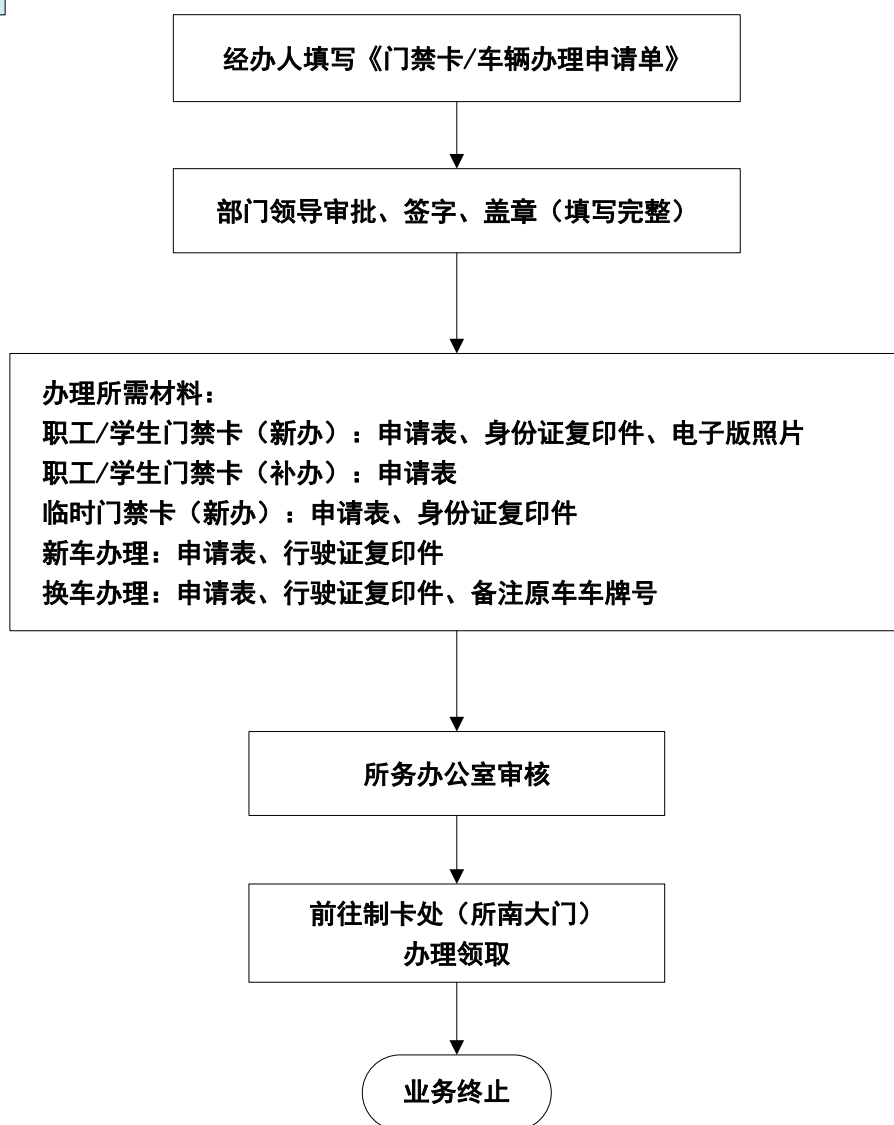 经办人填写《门禁卡/车辆办理申请单》
部门领导审批、签字、盖章（填写完整）
办理所需材料：
职工/学生门禁卡（新办）：申请表、身份证复印件、电子版照片
职工/学生门禁卡（补办）：申请表
临时门禁卡（新办）：申请表、身份证复印件
新车办理：申请表、行驶证复印件
换车办理：申请表、行驶证复印件、备注原车车牌号
所务办公室审核
前往制卡处（所南大门）
办理领取
业务终止